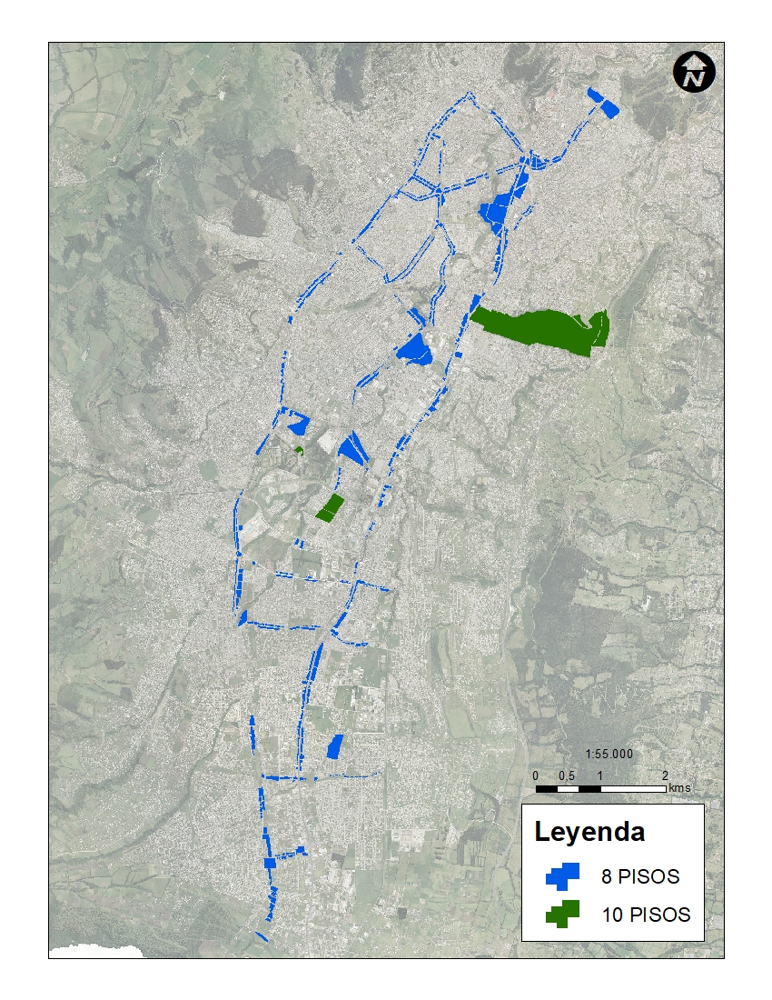 N
1:55.000
0 0,5 1 2
kms
Leyenda
8 PISOS
10 PISOS